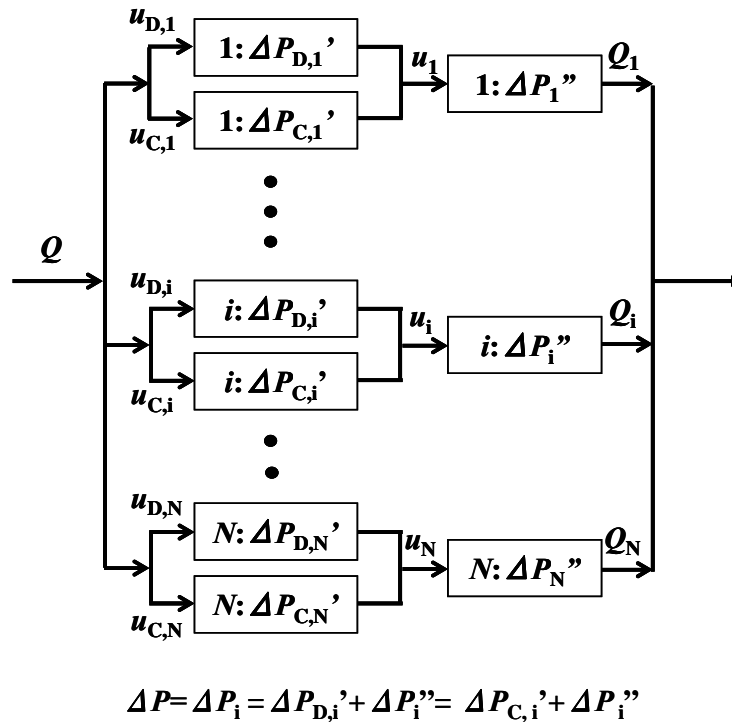 u_D,1
1: ΔP_D,1’
u_1
Q_1
1: ΔP_1”
u_C,1
1: ΔP_C,1’
Q
u_D,i
i: ΔP_D,i’
u_i
Q_i
i: ΔP_i”
u_C,i
i: ΔP_C,i’
u_D,N
N: ΔP_D,N’
u_N
Q_N
N: ΔP_N”
u_C,N
N: ΔP_C,N’
ΔP= ΔP_i = ΔP_D,i’+ ΔP_i”= ΔP_C, i’+ ΔP_i”